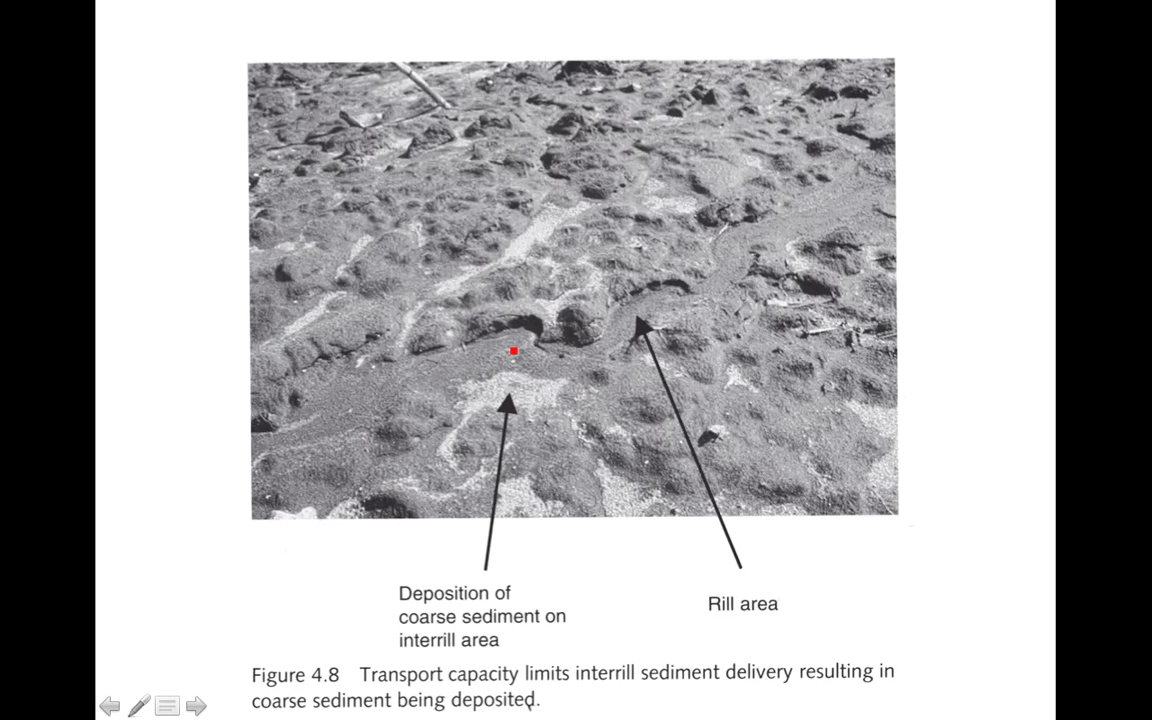 Deposition of
coarse sediment on
interrill area
Rill area
Figure 4.8 Transport capacity limits interrill sediment delivery resulting in
coarse sediment being deposited.